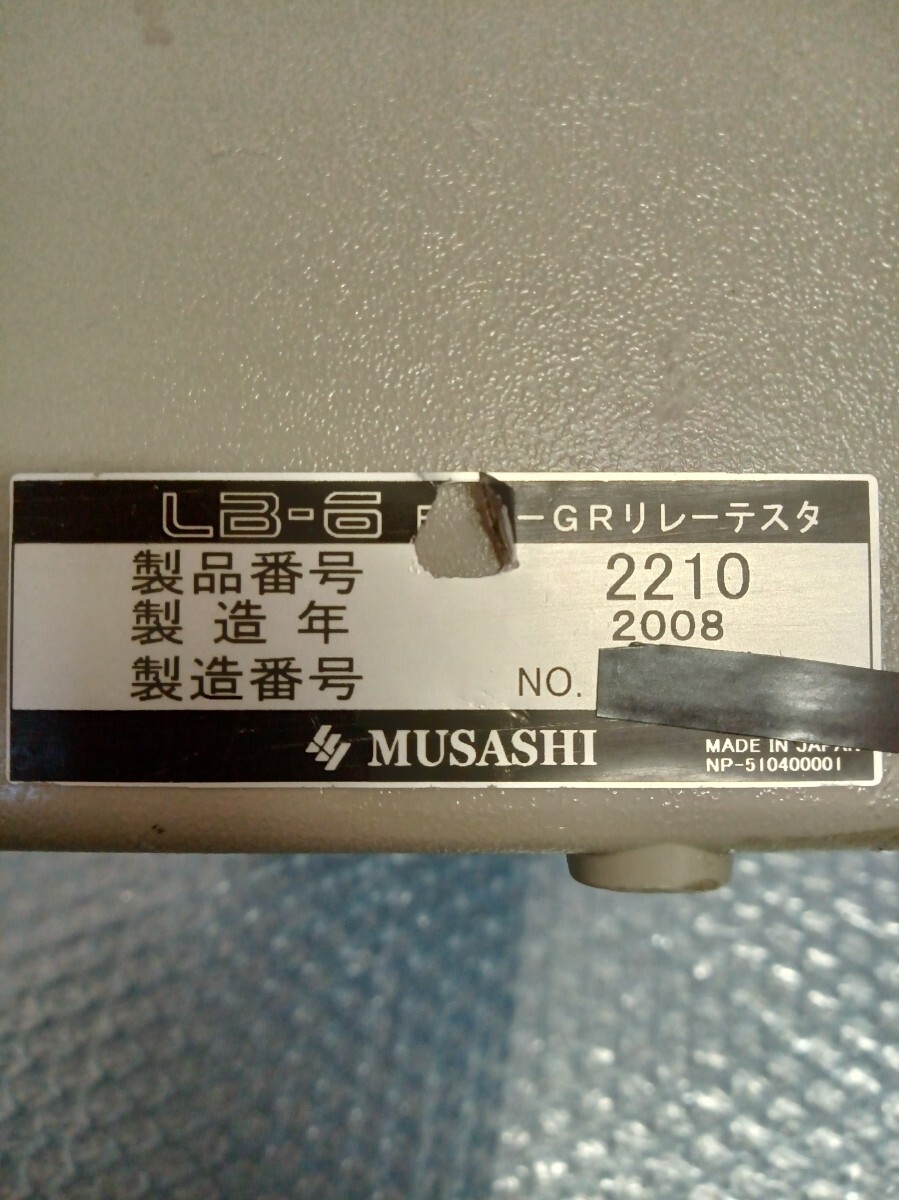 LB-6 ーGRリレーテスタ
製品番号 2210
製造年 2008
製造番号 NO.
MUSASHI
MADE IN JAPAN
NP-510400001